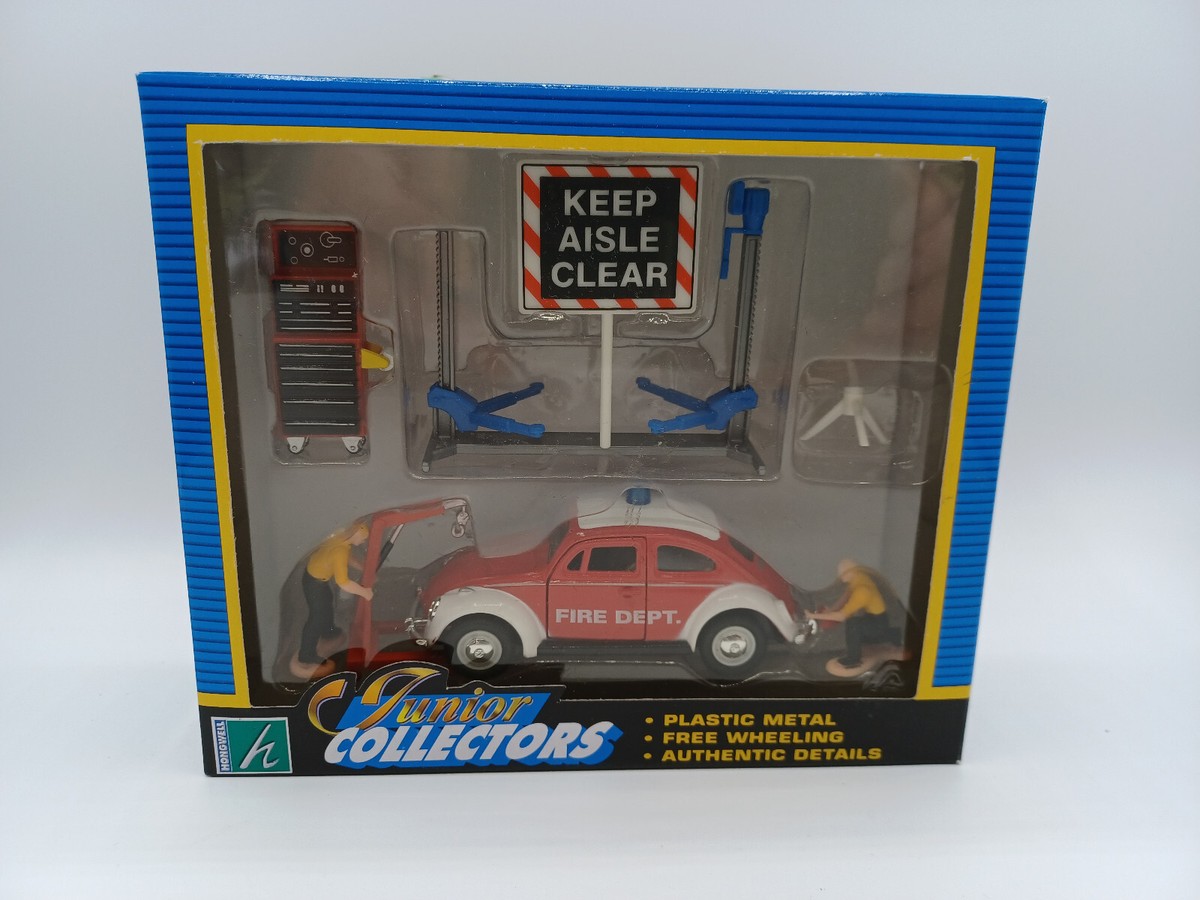 KEEP
AISLE
CLEAR
FIRE DEPT.
HONGWELL
h
Junior
COLLECTORS
• PLASTIC METAL
• FREE WHEELING
• AUTHENTIC DETAILS